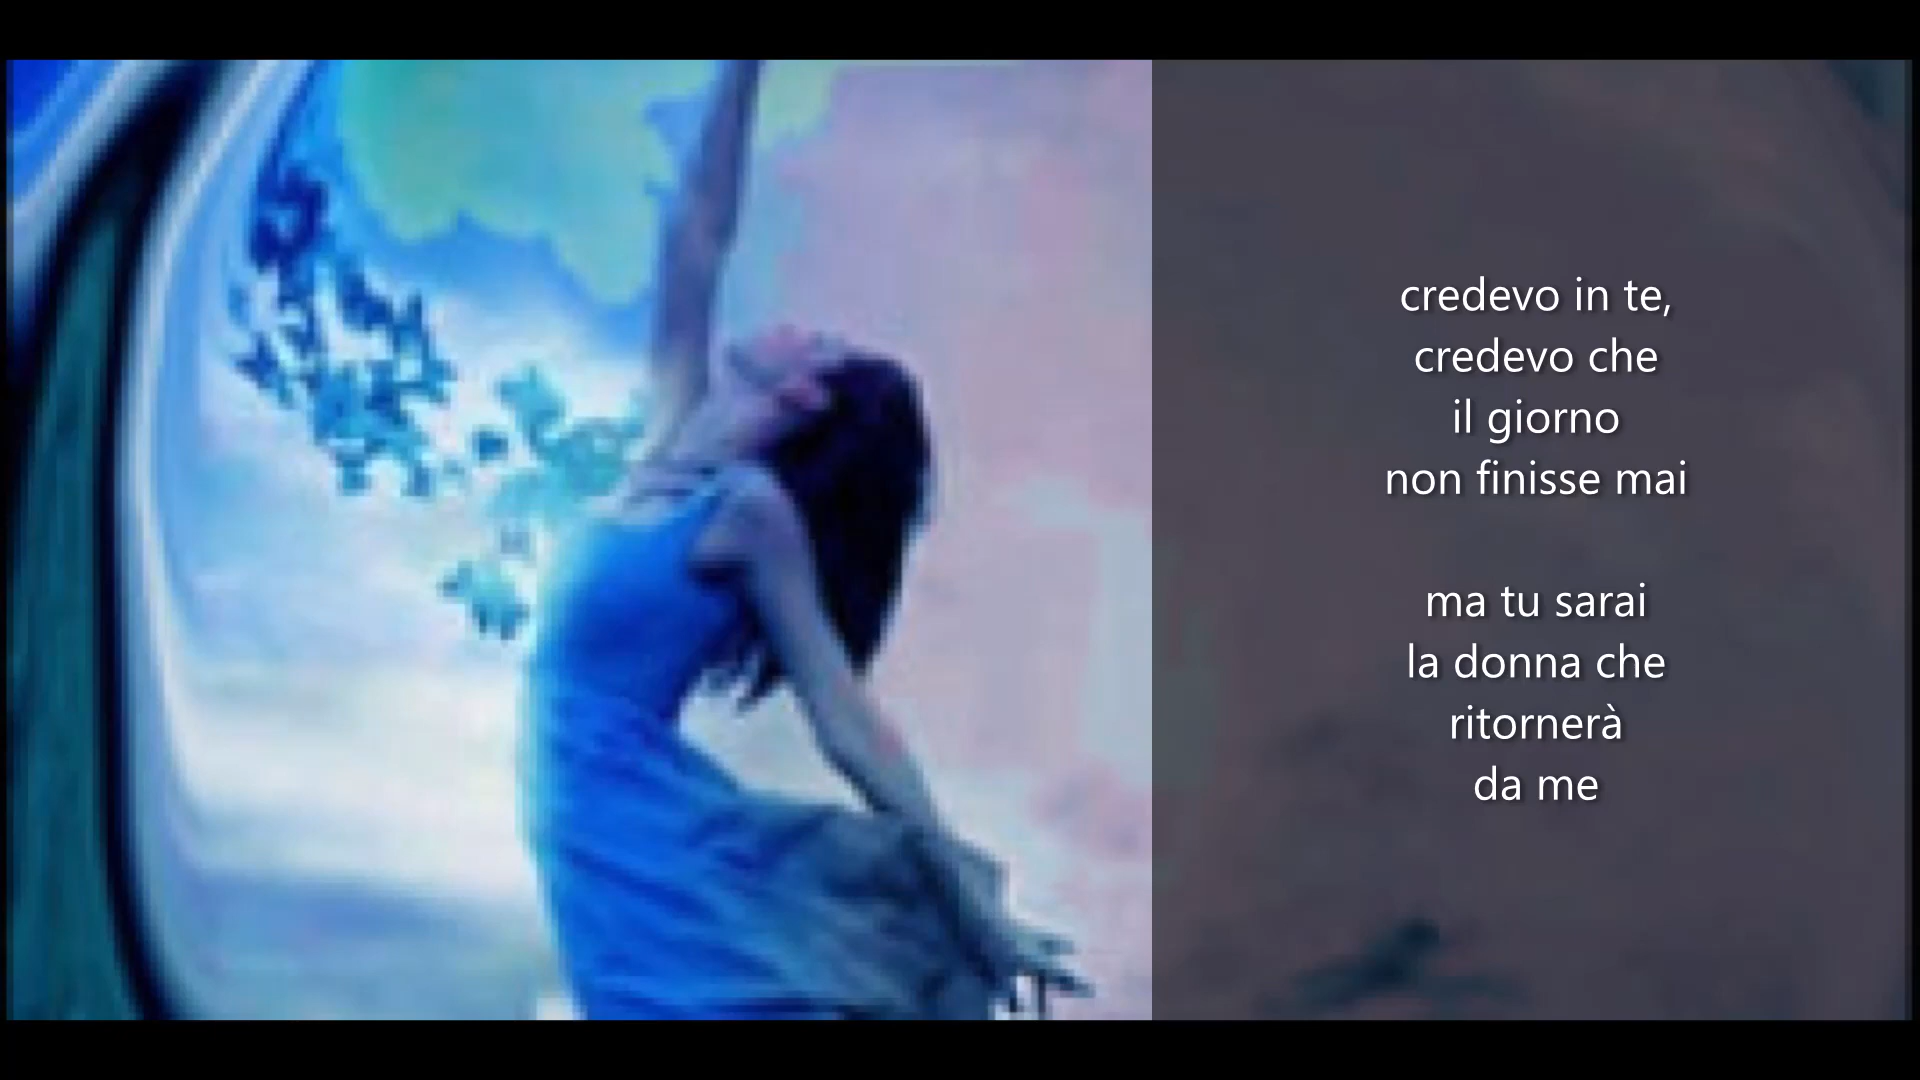 credevo in te,
credevo che
il giorno
non finisse mai
ma tu sarai
la donna che
ritornerà
da me